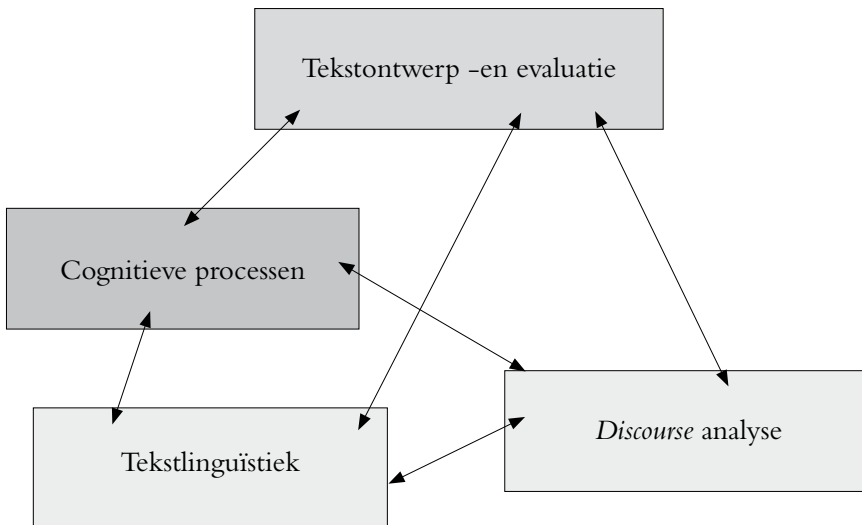 Tekstontwerp -en evaluatie
Cognitieve processen
Discourse analyse
Tekstlinguïstiek